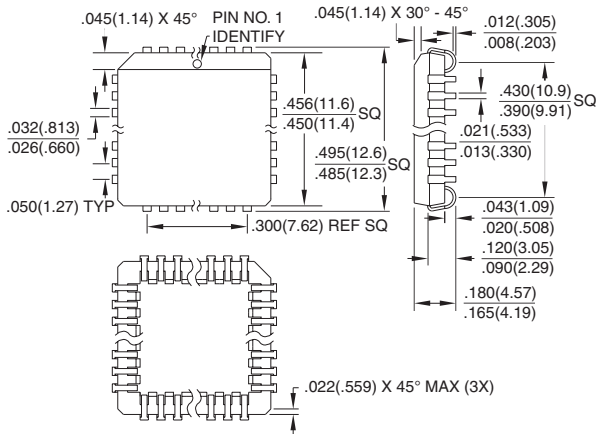 .045(1.14) X 45°
PIN NO. 1
IDENTIFY
.045(1.14) X 30° - 45°
.012(.305)
.008(.203)
.456(11.6)
.450(11.4)
SQ
.430(10.9)
.390(9.91)
SQ
.032(.813)
.026(.660)
.021(.533)
.013(.330)
.495(12.6)
.485(12.3)
SQ
.050(1.27) TYP
.043(1.09)
.020(.508)
.300(7.62) REF SQ
.120(3.05)
.090(2.29)
.180(4.57)
.165(4.19)
.022(.559) X 45° MAX (3X)